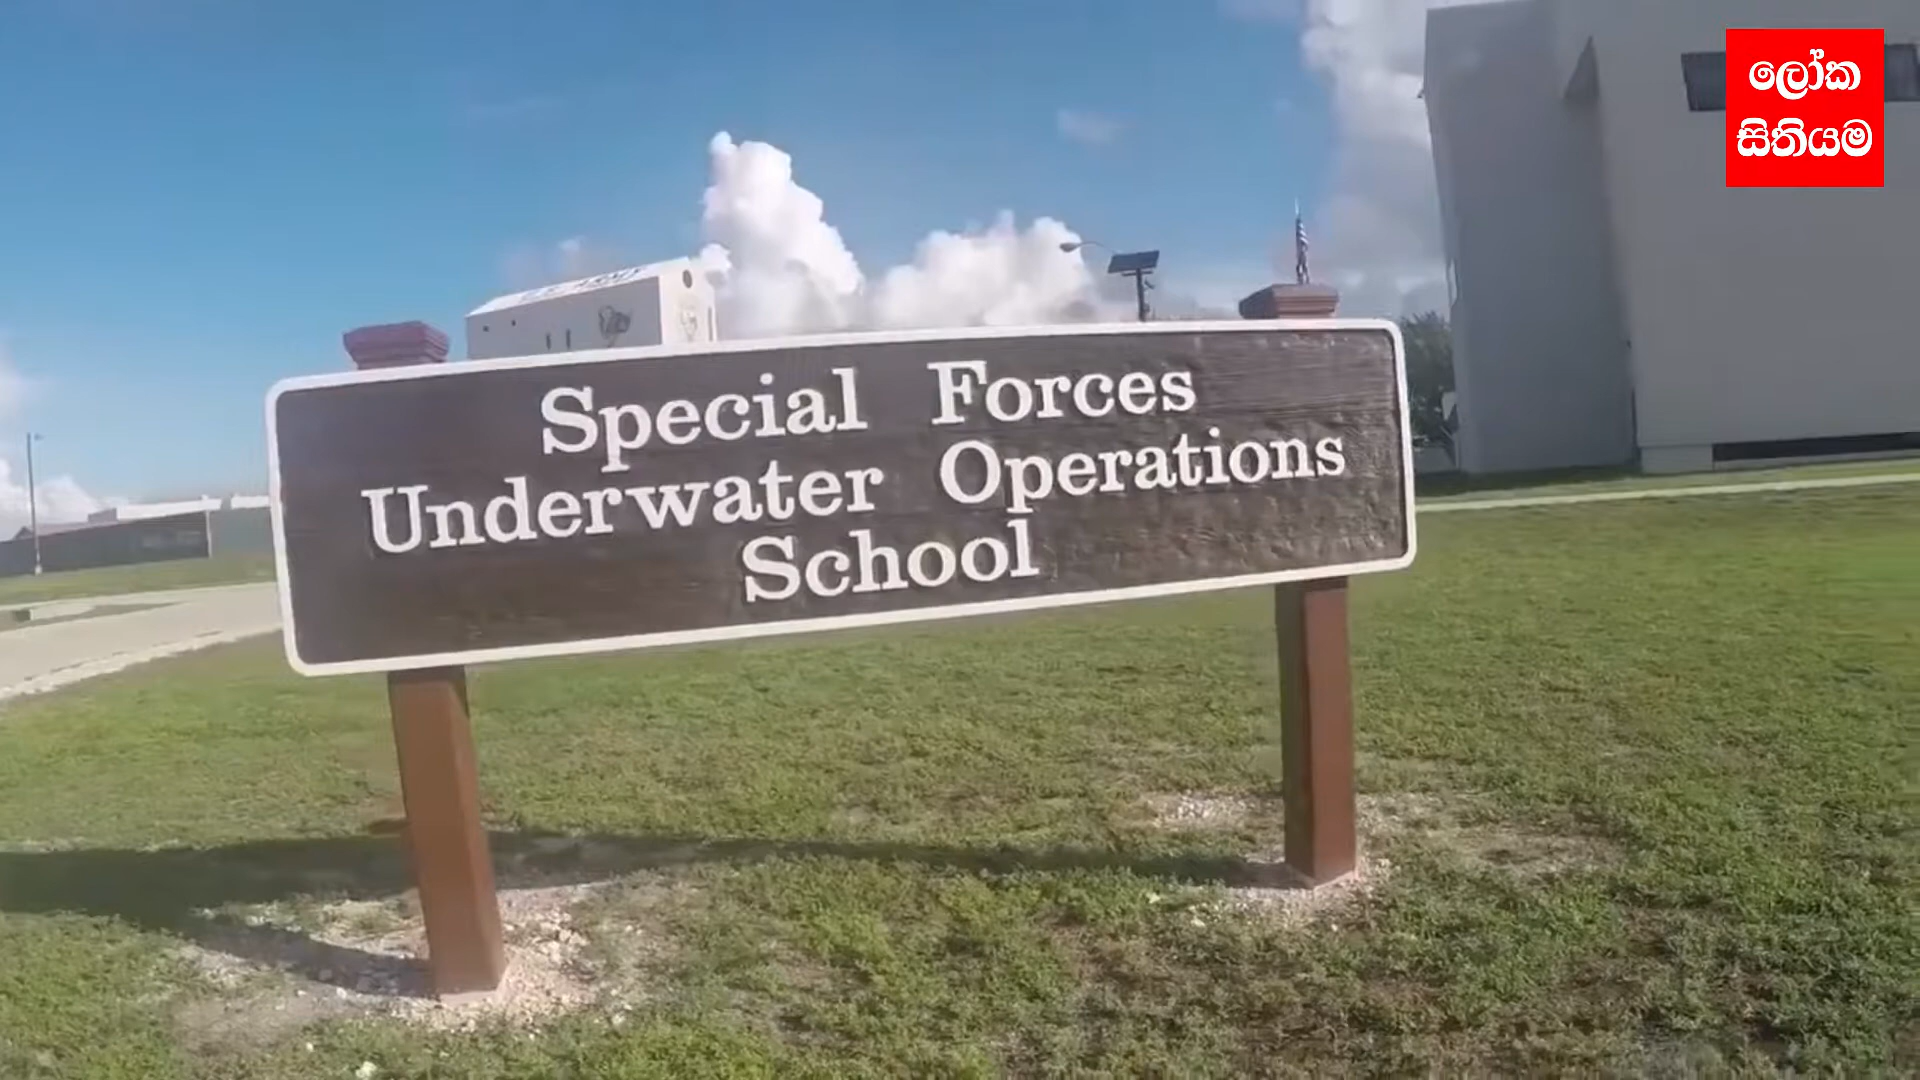 ලෝක
සිතියම
Special Forces
Underwater Operations
School